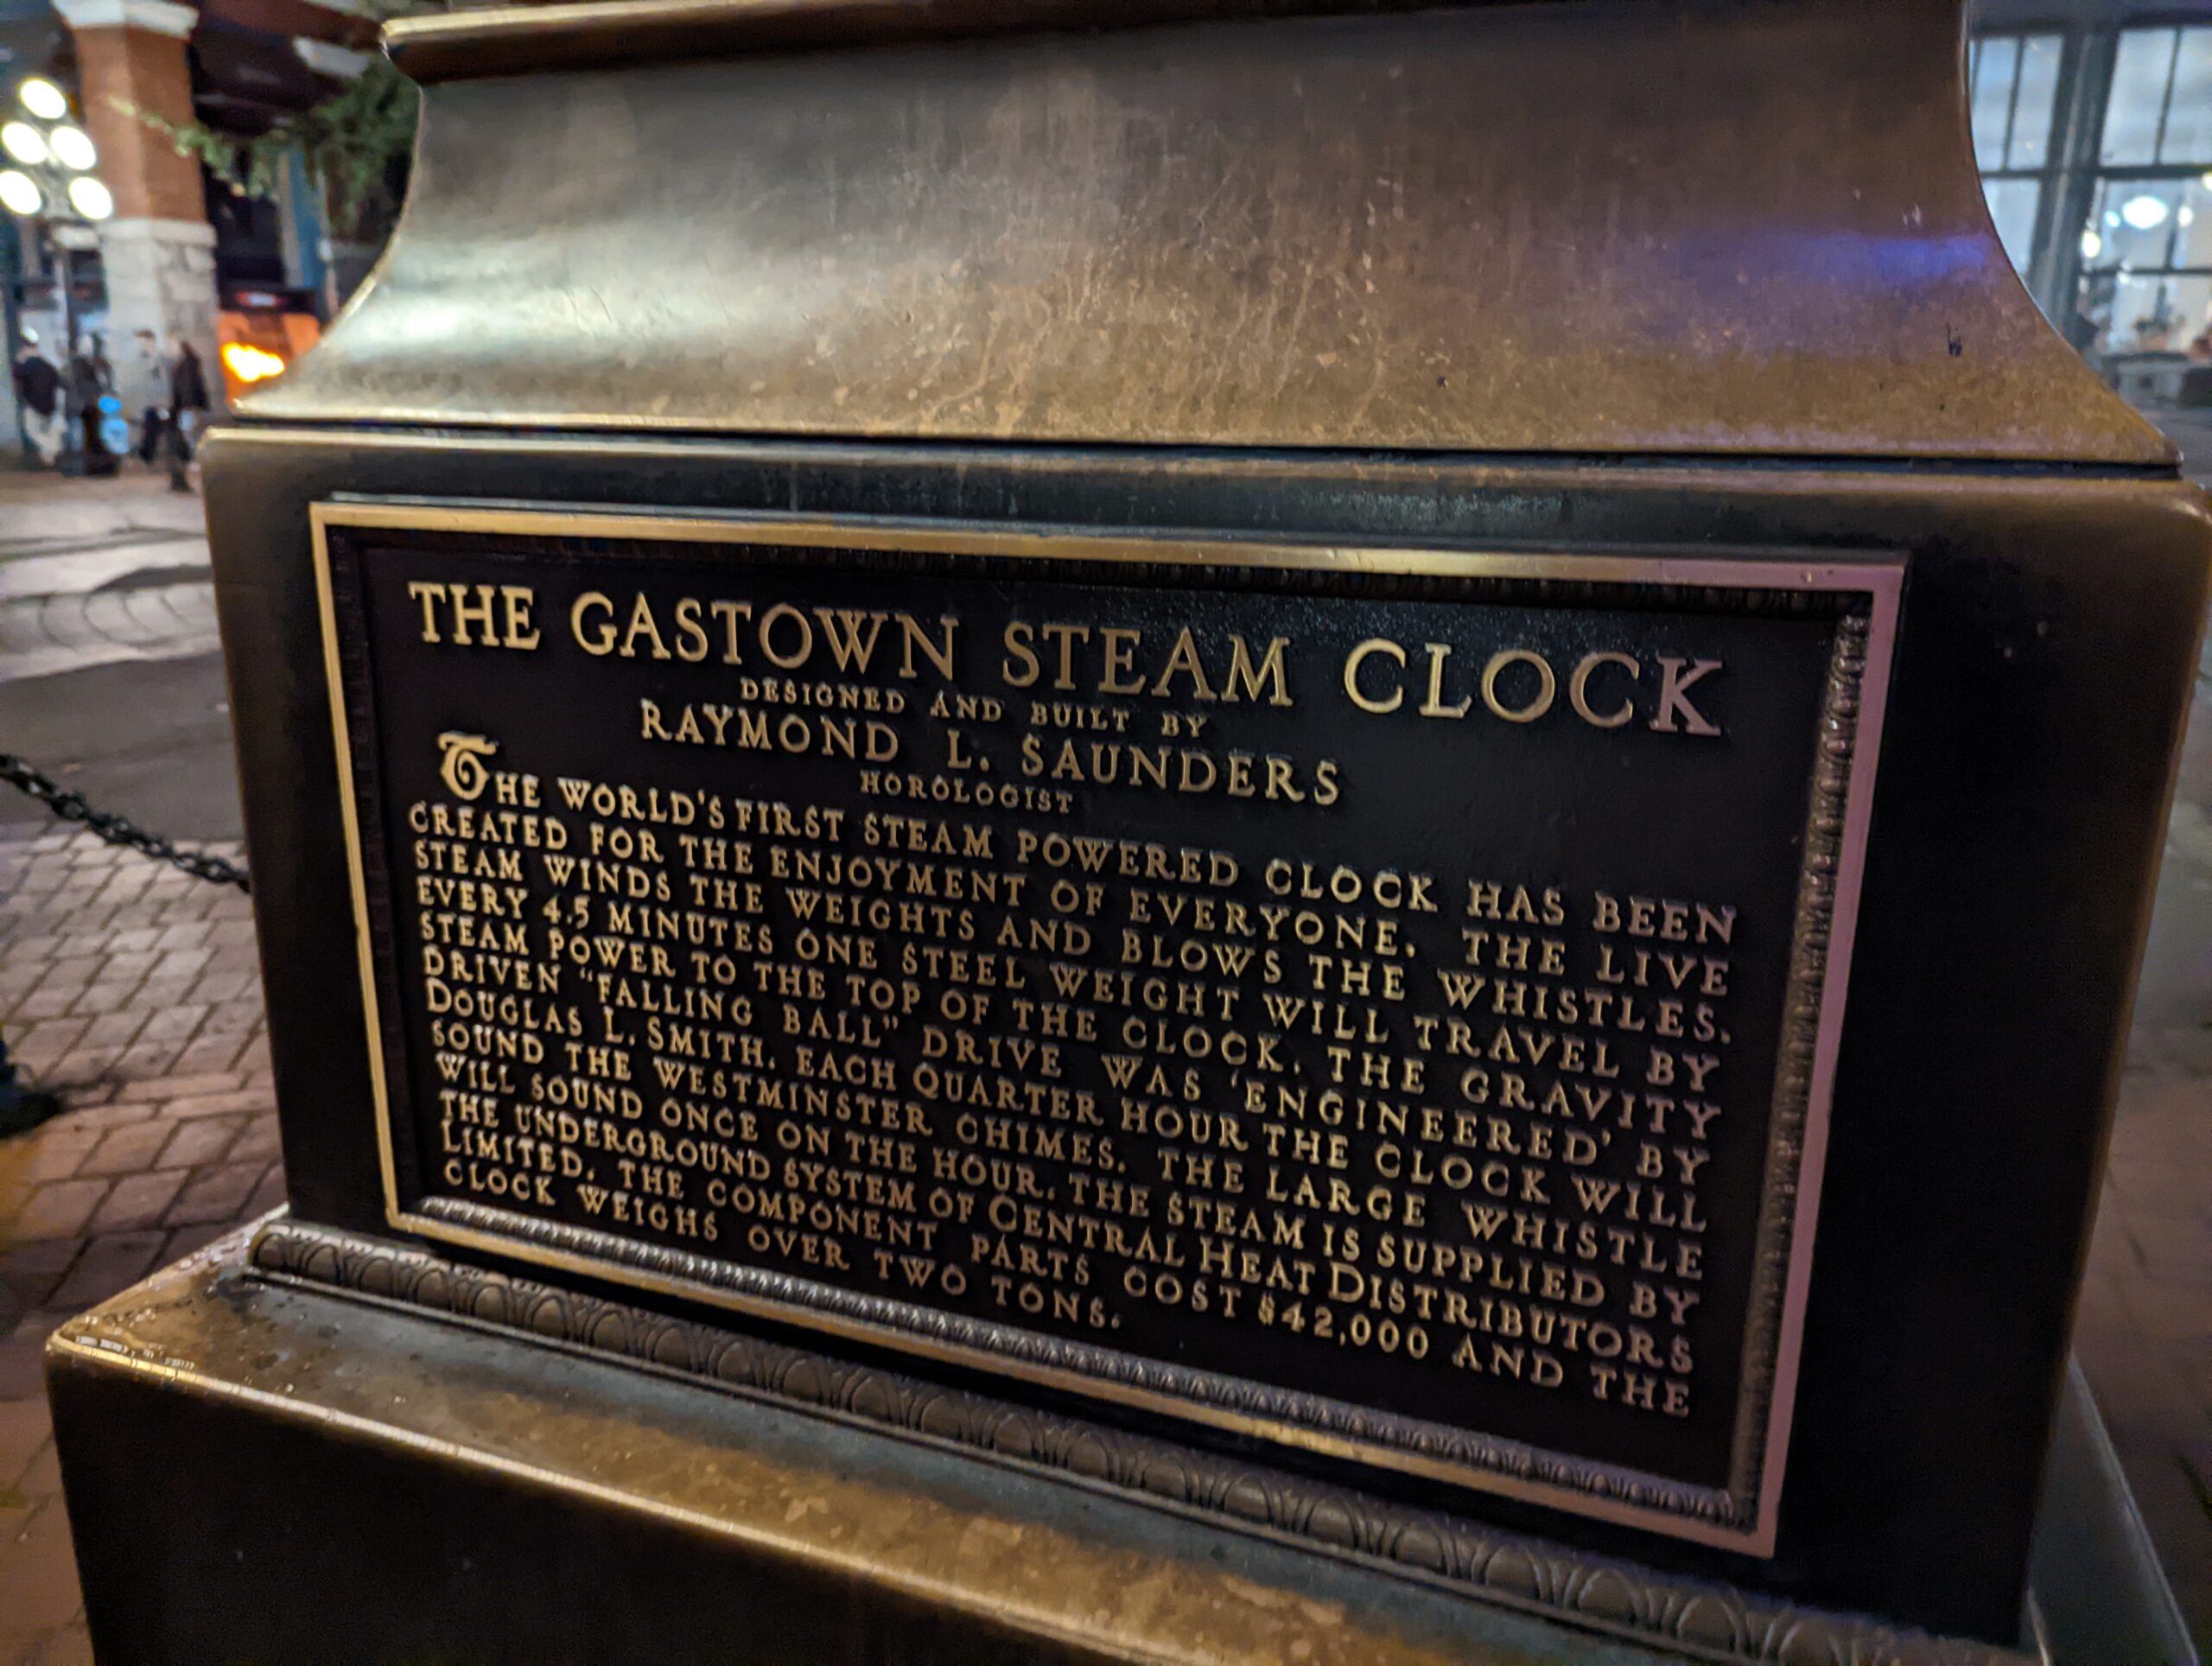 THE GASTOWN STEAM CLOCK
DESIGNED AND BUILT BY
RAYMOND L. SAUNDERS
HOROLOGIST
THE WORLD'S FIRST STEAM POWERED CLOCK HAS BEEN
CREATED FOR THE ENJOYMENT OF EVERYONE. THE LIVE
STEAM WINDS THE WEIGHTS AND BLOWS THE WHISTLES.
EVERY 4.5 MINUTES ONE STEEL WEIGHT WILL TRAVEL BY
STEAM POWER TO THE TOP OF THE CLOCK. THE GRAVITY
DRIVEN "FALLING BALL" DRIVE WAS 'ENGINEERED' BY
DOUGLAS L. SMITH. EACH QUARTER HOUR THE CLOCK WILL
SOUND THE WESTMINSTER CHIMES. THE LARGE WHISTLE
WILL SOUND ONCE ON THE HOUR. THE STEAM IS SUPPLIED BY
THE UNDERGROUND SYSTEM OF CENTRAL HEAT DISTRIBUTORS
LIMITED. THE COMPONENT PARTS COST $42,000 AND THE
CLOCK WEIGHS OVER TWO TONS.